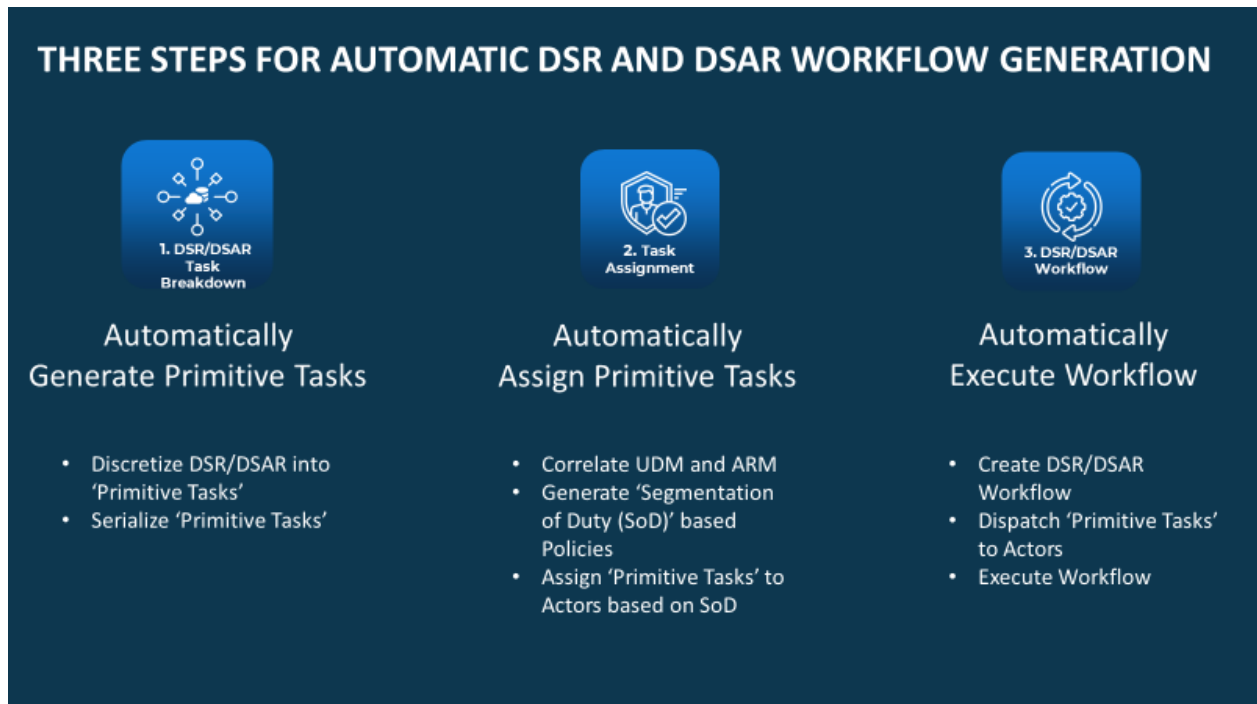 THREE STEPS FOR AUTOMATIC DSR AND DSAR WORKFLOW GENERATION
1. DSR/DSAR
Task
Breakdown
Automatically
Generate Primitive Tasks
• Discretize DSR/DSAR into
‘Primitive Tasks’
• Serialize ‘Primitive Tasks’
2. Task
Assignment
Automatically
Assign Primitive Tasks
• Correlate UDM and ARM
• Generate ‘Segmentation
of Duty (SoD)’ based
Policies
• Assign ‘Primitive Tasks’ to
Actors based on SoD
3. DSR/DSAR
Workflow
Automatically
Execute Workflow
• Create DSR/DSAR
Workflow
• Dispatch ‘Primitive Tasks’
to Actors
• Execute Workflow